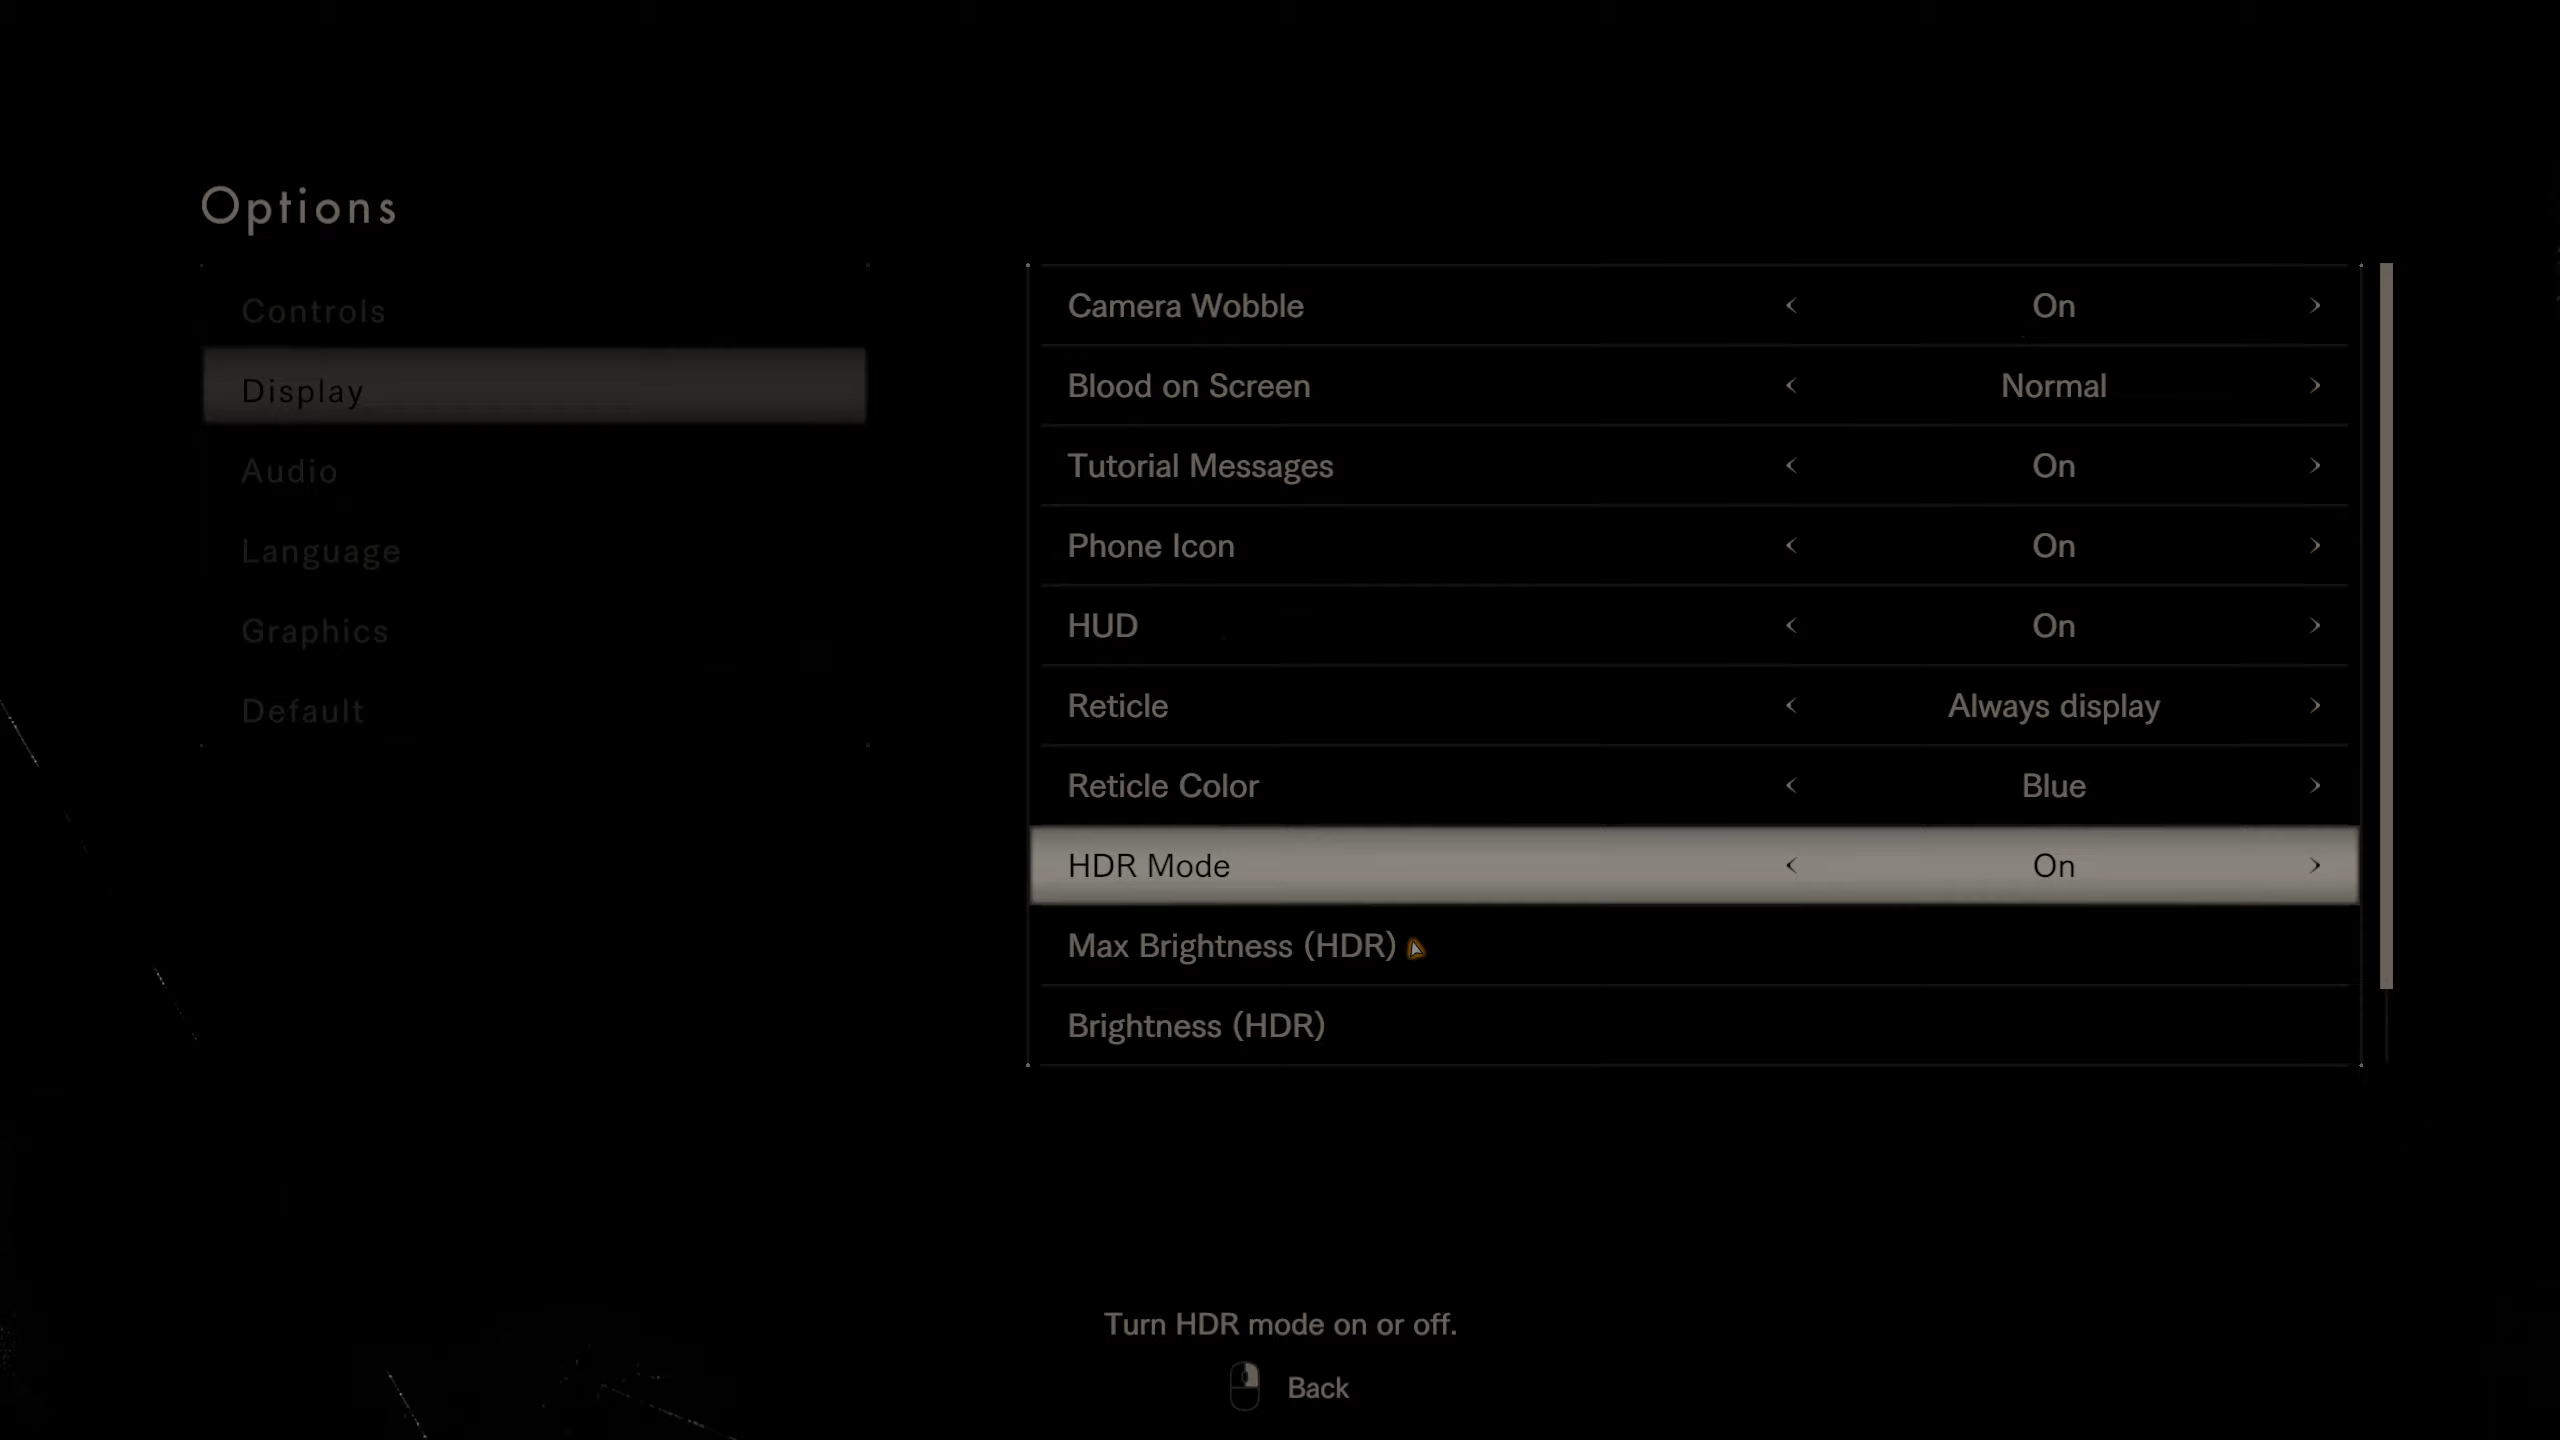 Options
Controls
Display
Audio
Language
Graphics
Default
Camera Wobble < On >
Blood on Screen < Normal >
Tutorial Messages < On >
Phone Icon < On >
HUD < On >
Reticle < Always display >
Reticle Color < Blue >
HDR Mode < On >
Max Brightness (HDR)
Brightness (HDR)
Turn HDR mode on or off.
Back